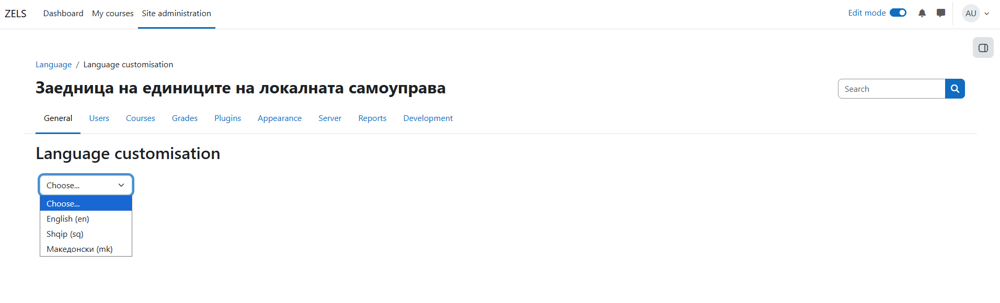 ZELS Dashboard My courses Site administration Edit mode AU
Language / Language customisation
Заедница на единиците на локалната самоуправа
Search
General Users Courses Grades Plugins Appearance Server Reports Development
Language customisation
Choose...
Choose...
English (en)
Shqip (sq)
Македонски (mk)